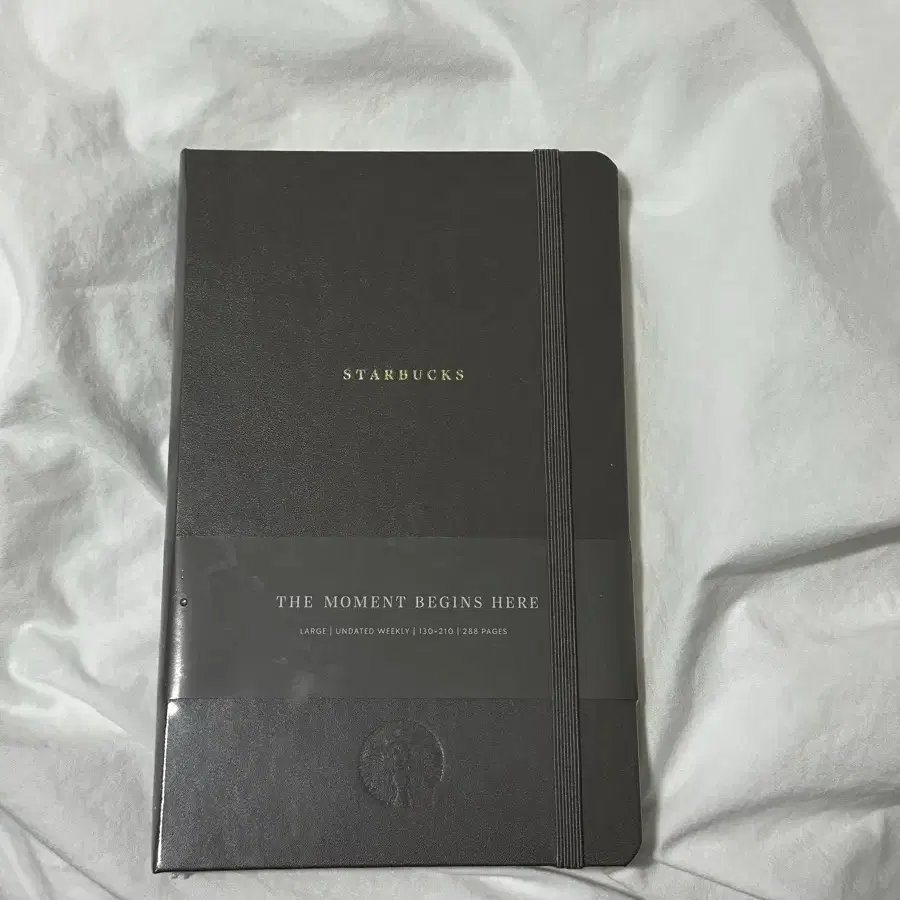 STARBUCKS
THE MOMENT BEGINS HERE
LARGE | UNDATED WEEKLY | 130×210 | 288 PAGES